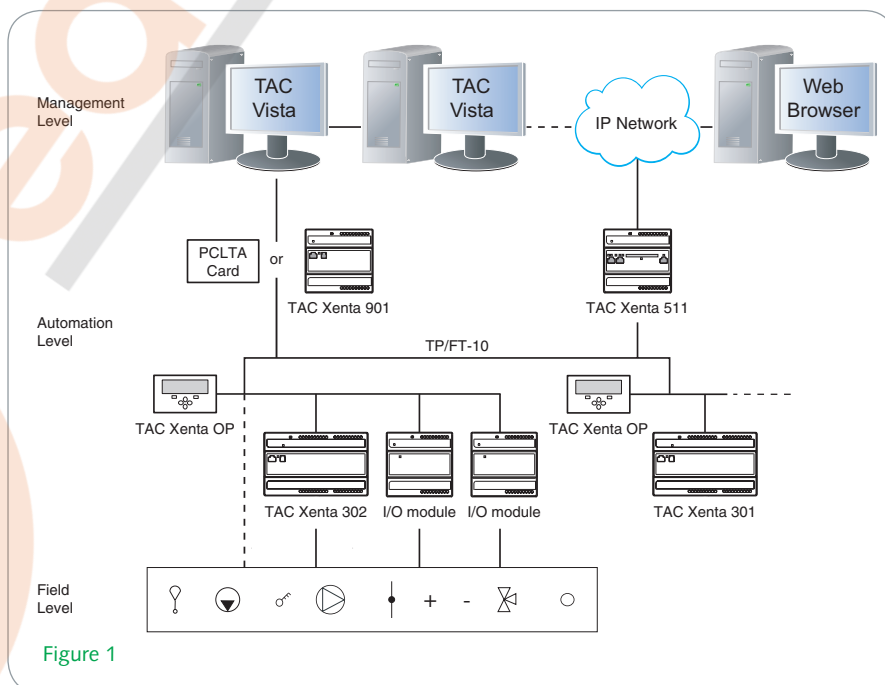 Management
Level
TAC
Vista
TAC
Vista
IP Network
Web
Browser
PCLTA
Card
or
TAC Xenta 901
TAC Xenta 511
Automation
Level
TP/FT-10
TAC Xenta OP
TAC Xenta OP
TAC Xenta 302
I/O module
I/O module
TAC Xenta 301
Field
Level
+
-
Figure 1